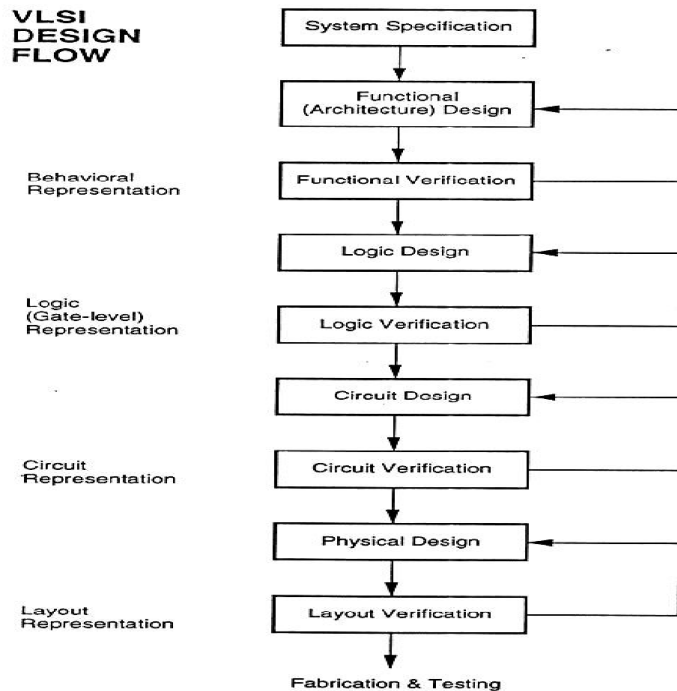 VLSI
DESIGN
FLOW
System Specification
Functional
(Architecture) Design
Behavioral
Representation
Functional Verification
Logic Design
Logic
(Gate-level)
Representation
Logic Verification
Circuit Design
Circuit
Representation
Circuit Verification
Physical Design
Layout
Representation
Layout Verification
Fabrication & Testing